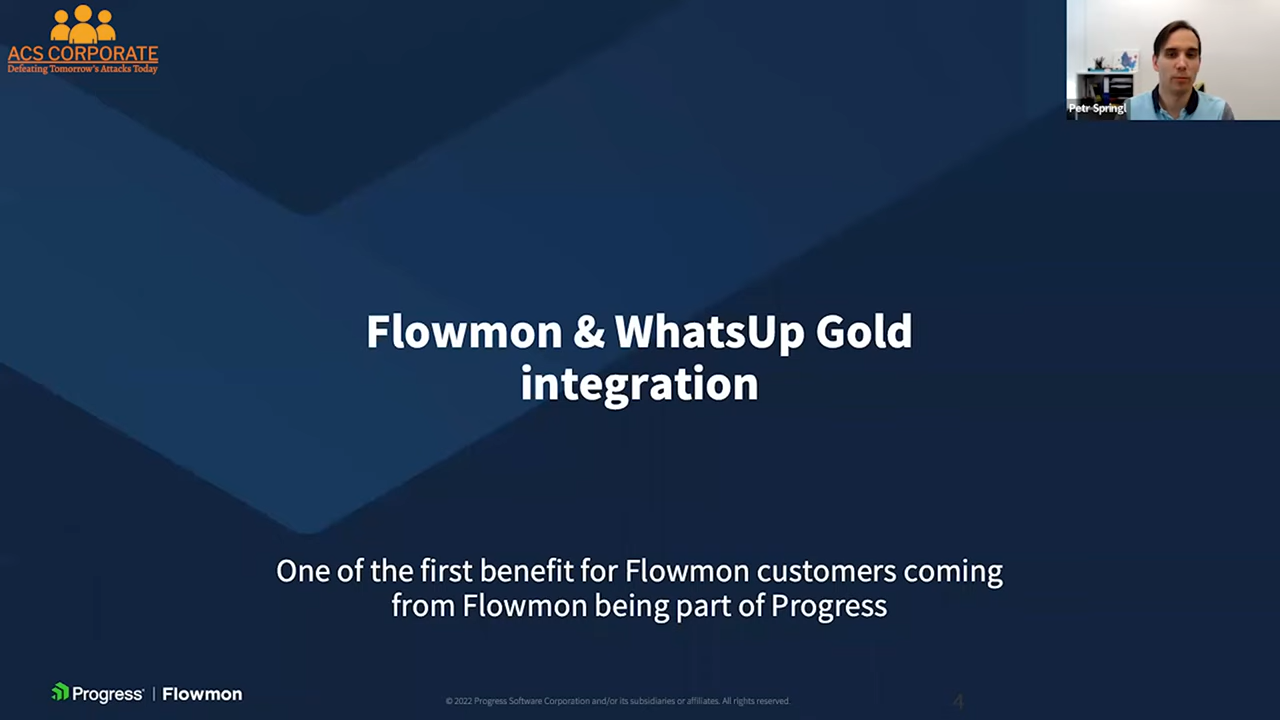 ACS CORPORATE
Defeating Tomorrow's Attacks Today
Petr Springl
Flowmon & WhatsUp Gold
integration
One of the first benefit for Flowmon customers coming
from Flowmon being part of Progress
Progress | Flowmon
© 2022 Progress Software Corporation and/or its subsidiaries or affiliates. All rights reserved.
4